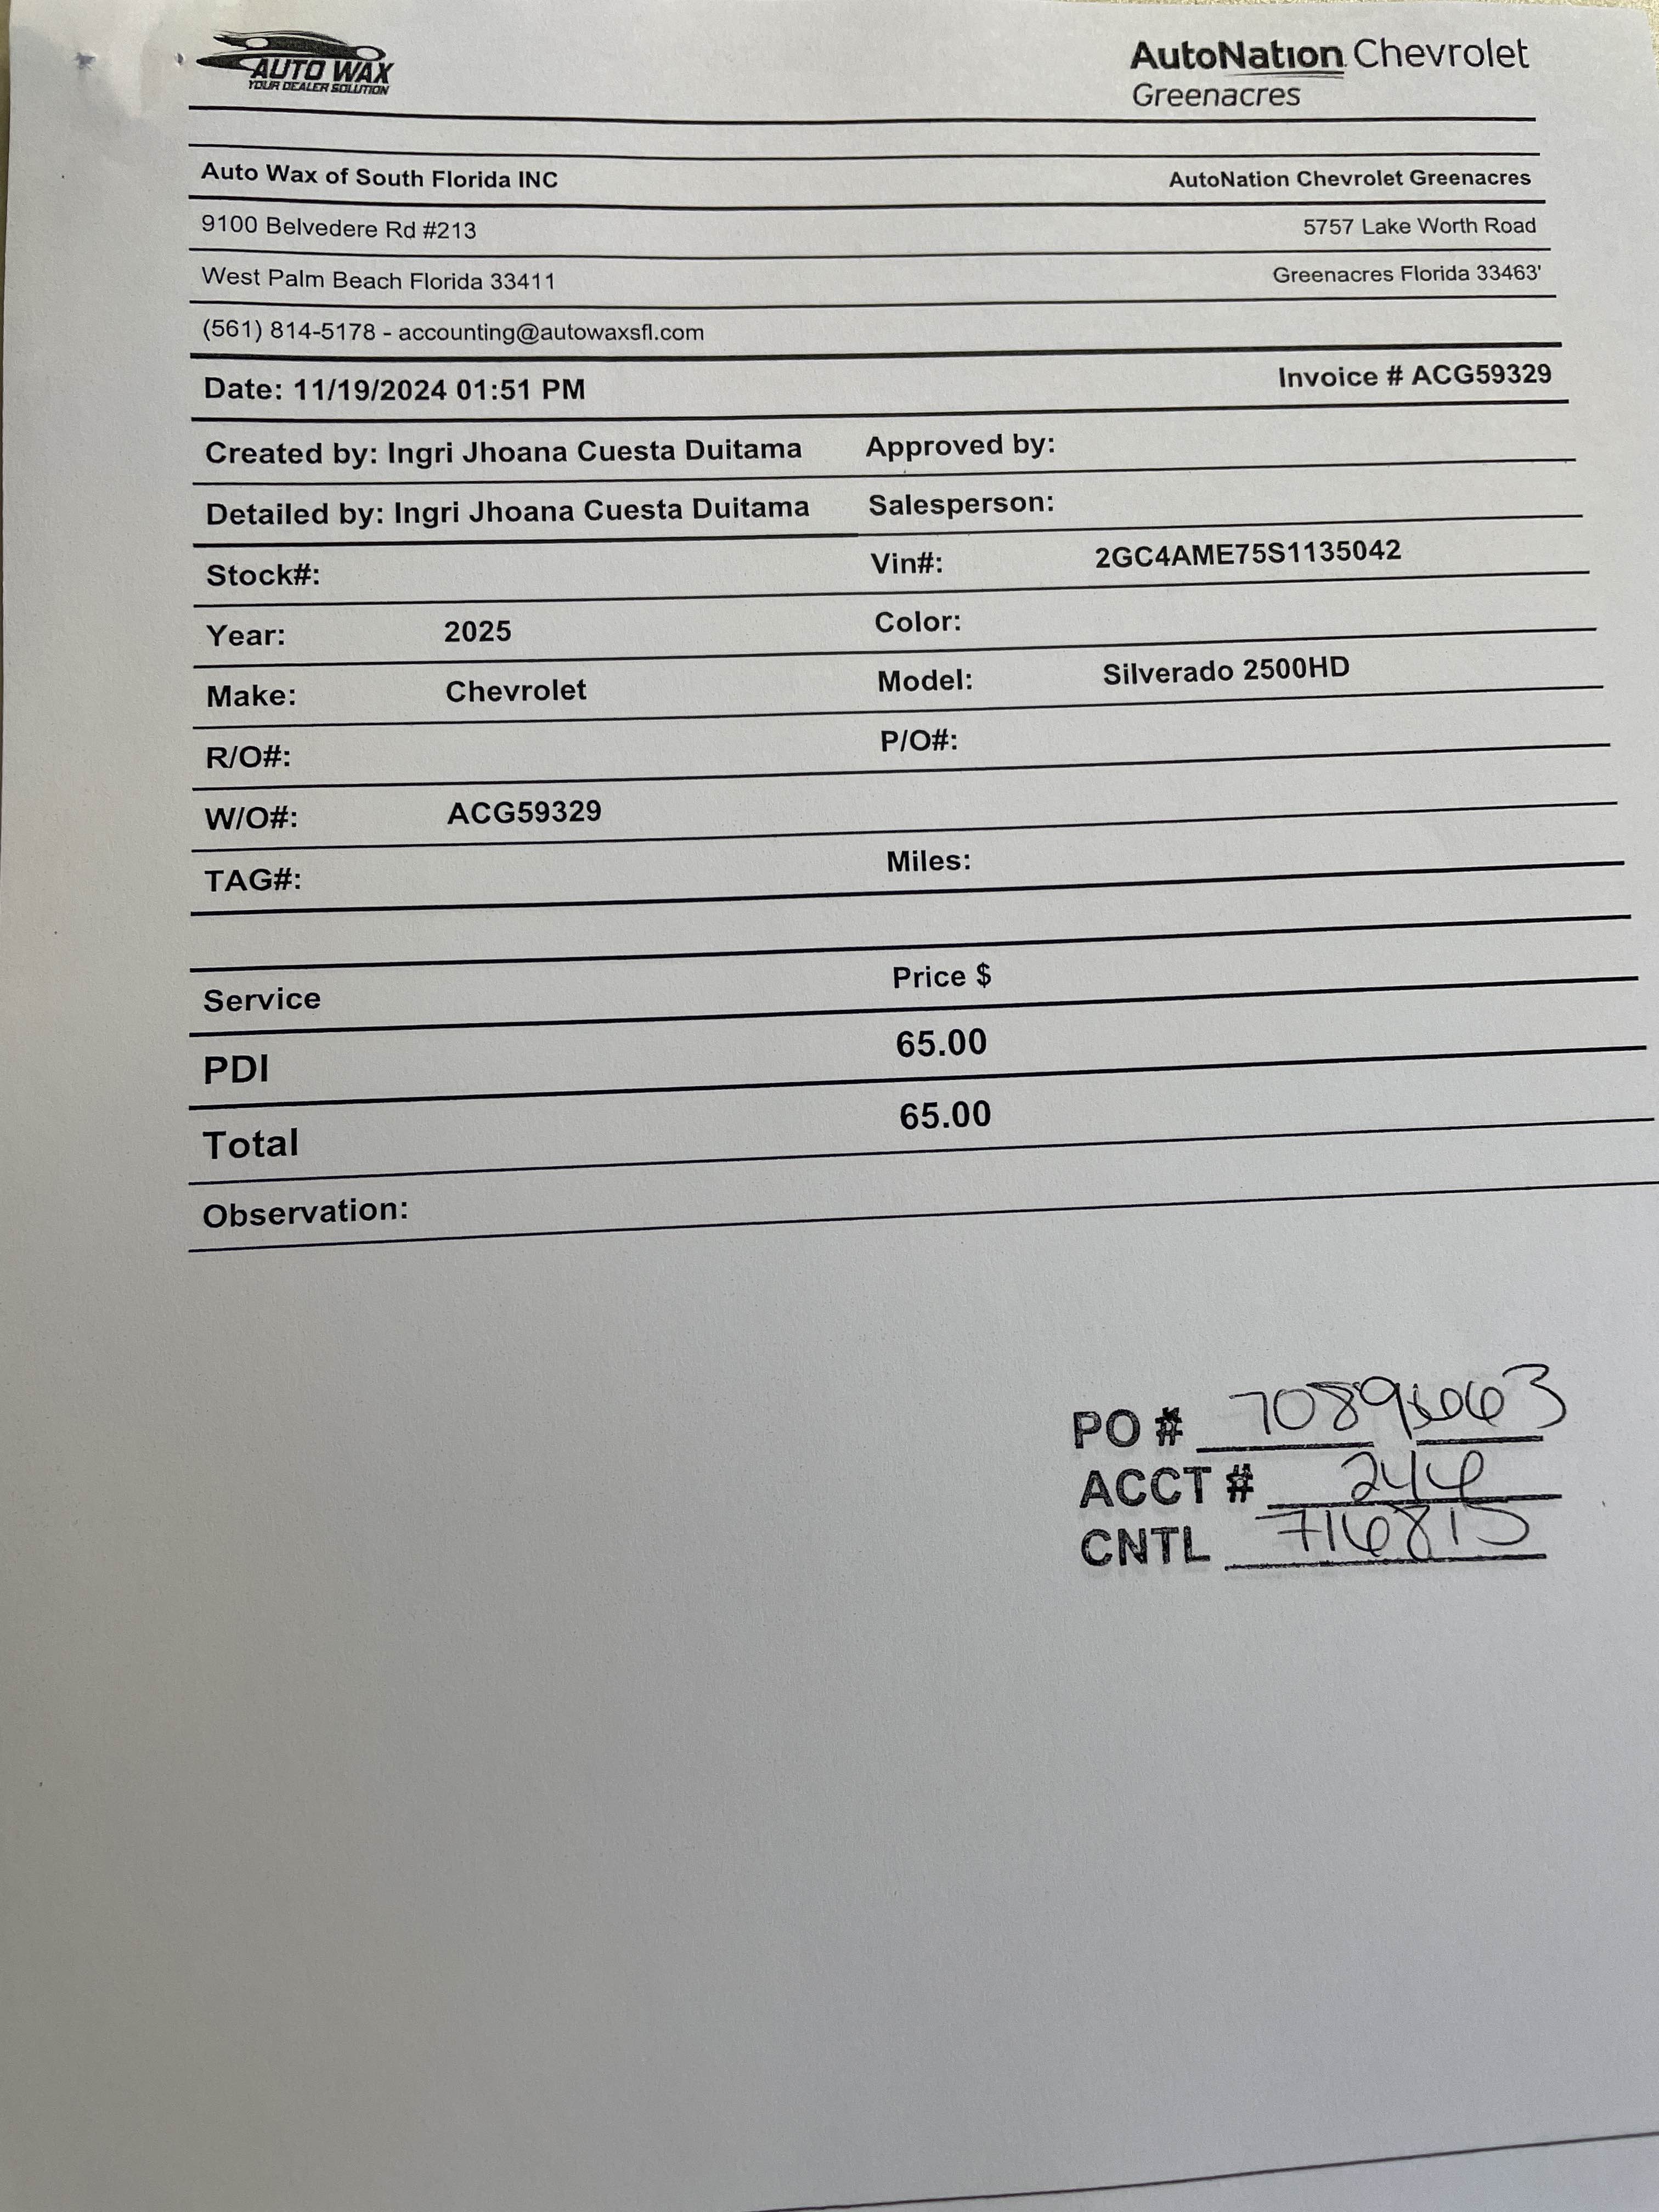 AUTO WAX
YOUR DEALER SOLUTION
AutoNation Chevrolet
Greenacres
Auto Wax of South Florida INC AutoNation Chevrolet Greenacres
9100 Belvedere Rd #213 5757 Lake Worth Road
West Palm Beach Florida 33411 Greenacres Florida 33463'
(561) 814-5178 - accounting@autowaxsfl.com
Date: 11/19/2024 01:51 PM Invoice # ACG59329
Created by: Ingri Jhoana Cuesta Duitama Approved by:
Detailed by: Ingri Jhoana Cuesta Duitama Salesperson:
Stock#: Vin#: 2GC4AME75S1135042
Year: 2025 Color:
Make: Chevrolet Model: Silverado 2500HD
R/O#: P/O#:
W/O#: ACG59329
TAG#: Miles:
Service Price $
PDI 65.00
Total 65.00
Observation:
PO #
ACCT #
CNTL 716815